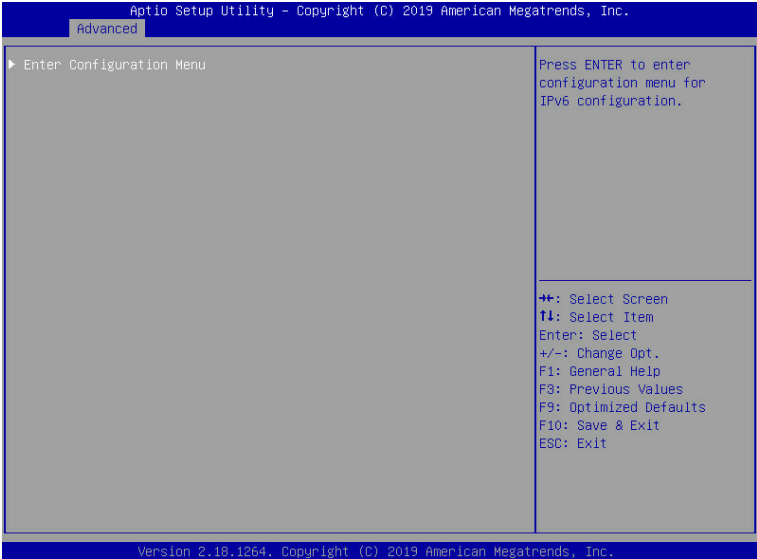 Aptio Setup Utility – Copyright (C) 2019 American Megatrends, Inc.
Advanced
▶ Enter Configuration Menu
Press ENTER to enter
configuration menu for
IPv6 configuration.
→←: Select Screen
↑↓: Select Item
Enter: Select
+/-: Change Opt.
F1: General Help
F3: Previous Values
F9: Optimized Defaults
F10: Save & Exit
ESC: Exit
Version 2.18.1264. Copyright (C) 2019 American Megatrends, Inc.